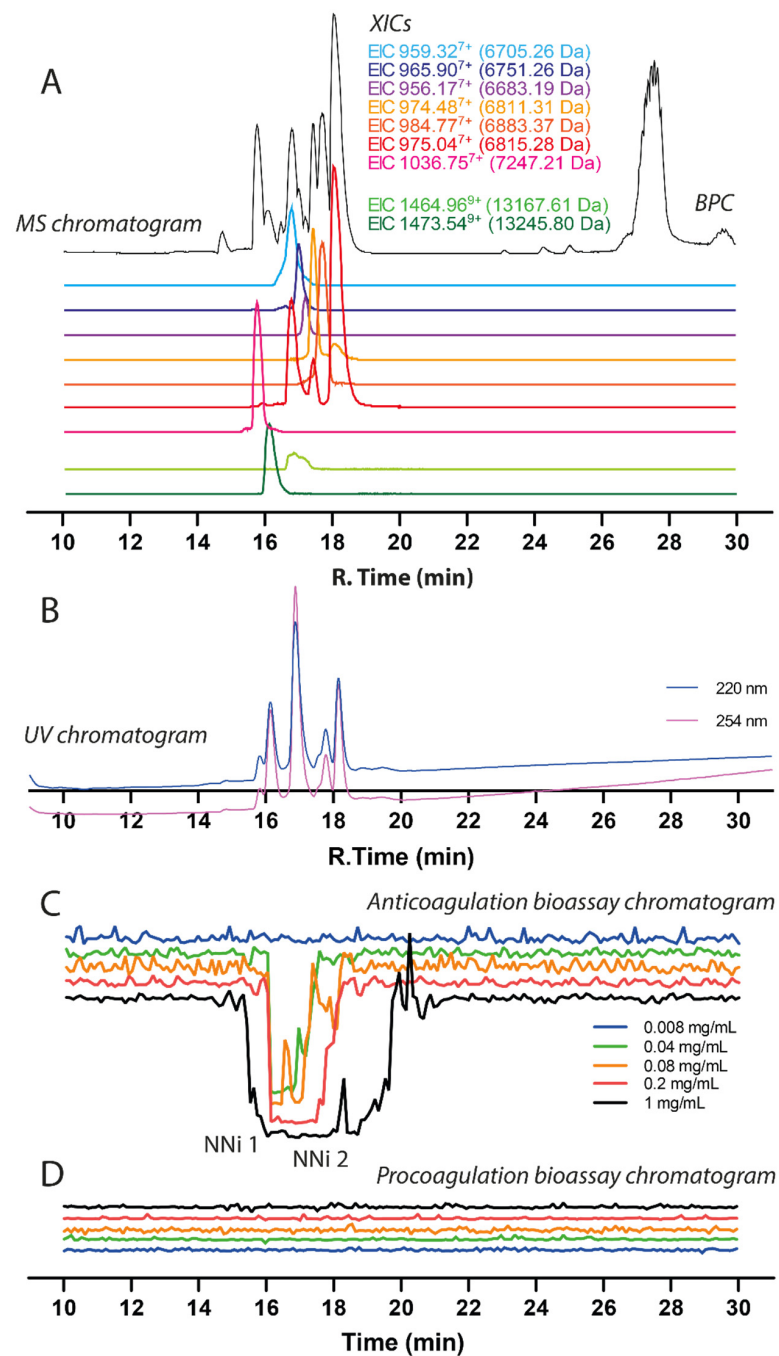 XICs
A
EIC 959.32⁷⁺ (6705.26 Da)
EIC 965.90⁷⁺ (6751.26 Da)
EIC 956.17⁷⁺ (6683.19 Da)
EIC 974.48⁷⁺ (6811.31 Da)
EIC 984.77⁷⁺ (6883.37 Da)
EIC 975.04⁷⁺ (6815.28 Da)
EIC 1036.75⁷⁺ (7247.21 Da)
EIC 1464.96⁹⁺ (13167.61 Da)
EIC 1473.54⁹⁺ (13245.80 Da)
MS chromatogram
BPC
10 12 14 16 18 20 22 24 26 28 30
R. Time (min)
B
UV chromatogram
220 nm
254 nm
10 12 14 16 18 20 22 24 26 28 30
R.Time (min)
C
Anticoagulation bioassay chromatogram
0.008 mg/mL
0.04 mg/mL
0.08 mg/mL
0.2 mg/mL
1 mg/mL
NNi 1
NNi 2
D
Procoagulation bioassay chromatogram
10 12 14 16 18 20 22 24 26 28 30
Time (min)